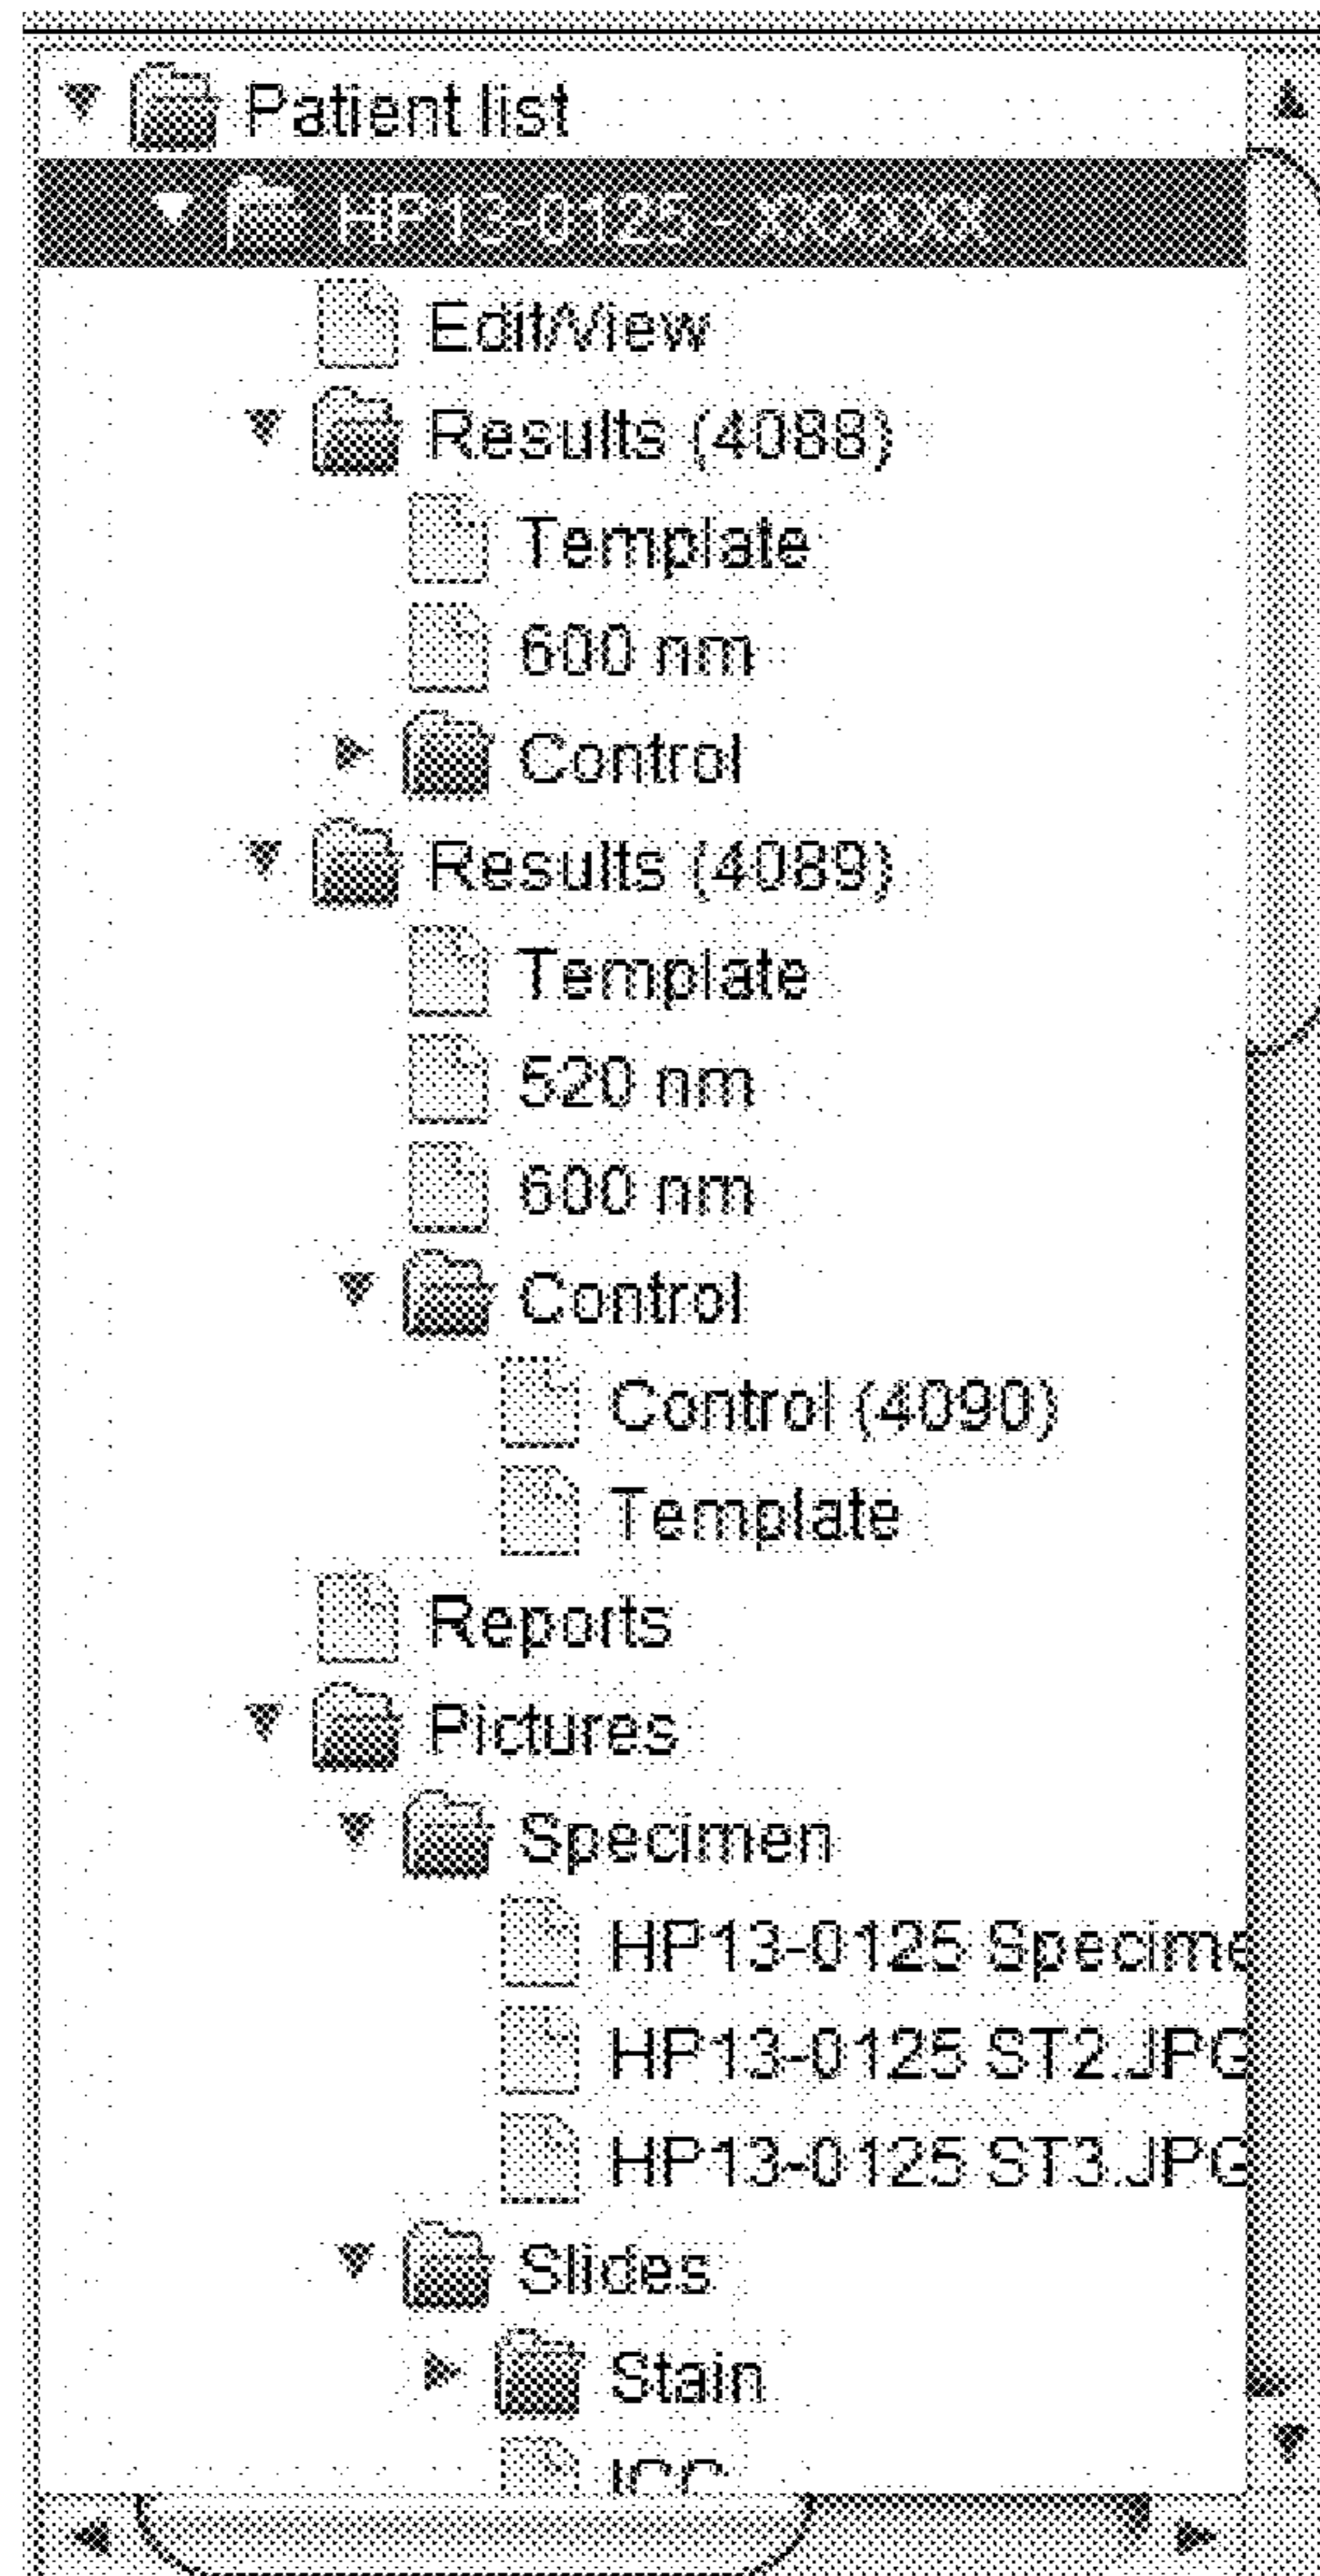 Patient list
HP13-0125 - XXXXXX
Edit/View
Results (4088)
Template
600 nm
Control
Results (4089)
Template
520 nm
600 nm
Control
Control (4090)
Template
Reports
Pictures
Specimen
HP13-0125 Specime
HP13-0125 ST2.JPG
HP13-0125 ST3.JPG
Slides
Stain